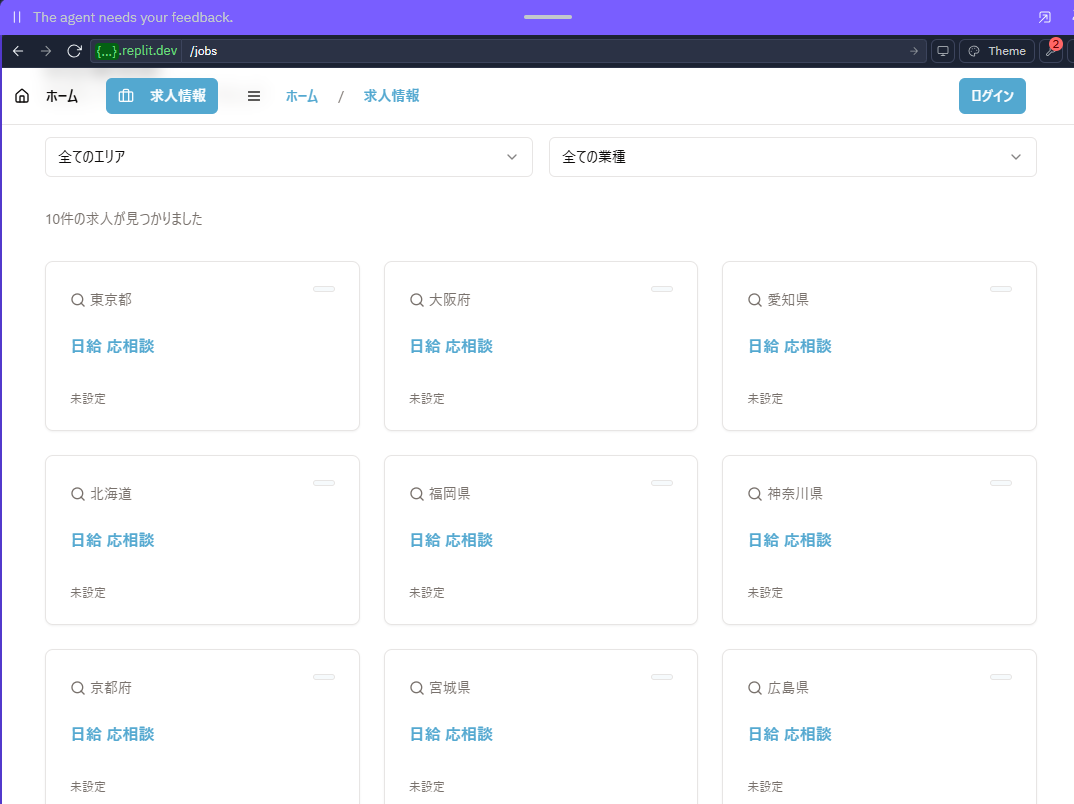 The agent needs your feedback.
{...}.replit.dev /jobs Theme 2
ホーム 求人情報 ホーム / 求人情報 ログイン
全てのエリア 全ての業種
10件の求人が見つかりました
東京都 大阪府 愛知県
日給 応相談 日給 応相談 日給 応相談
未設定 未設定 未設定
北海道 福岡県 神奈川県
日給 応相談 日給 応相談 日給 応相談
未設定 未設定 未設定
京都府 宮城県 広島県
日給 応相談 日給 応相談 日給 応相談
未設定 未設定 未設定